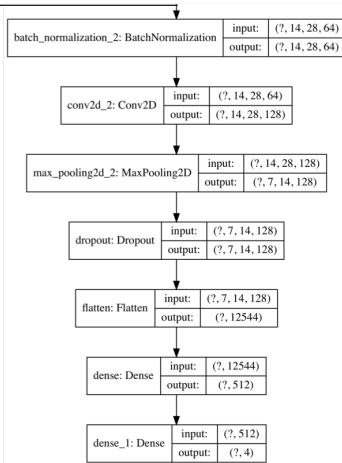 batch_normalization_2: BatchNormalization
input: (?, 14, 28, 64)
output: (?, 14, 28, 64)
conv2d_2: Conv2D
input: (?, 14, 28, 64)
output: (?, 14, 28, 128)
max_pooling2d_2: MaxPooling2D
input: (?, 14, 28, 128)
output: (?, 7, 14, 128)
dropout: Dropout
input: (?, 7, 14, 128)
output: (?, 7, 14, 128)
flatten: Flatten
input: (?, 7, 14, 128)
output: (?, 12544)
dense: Dense
input: (?, 12544)
output: (?, 512)
dense_1: Dense
input: (?, 512)
output: (?, 4)